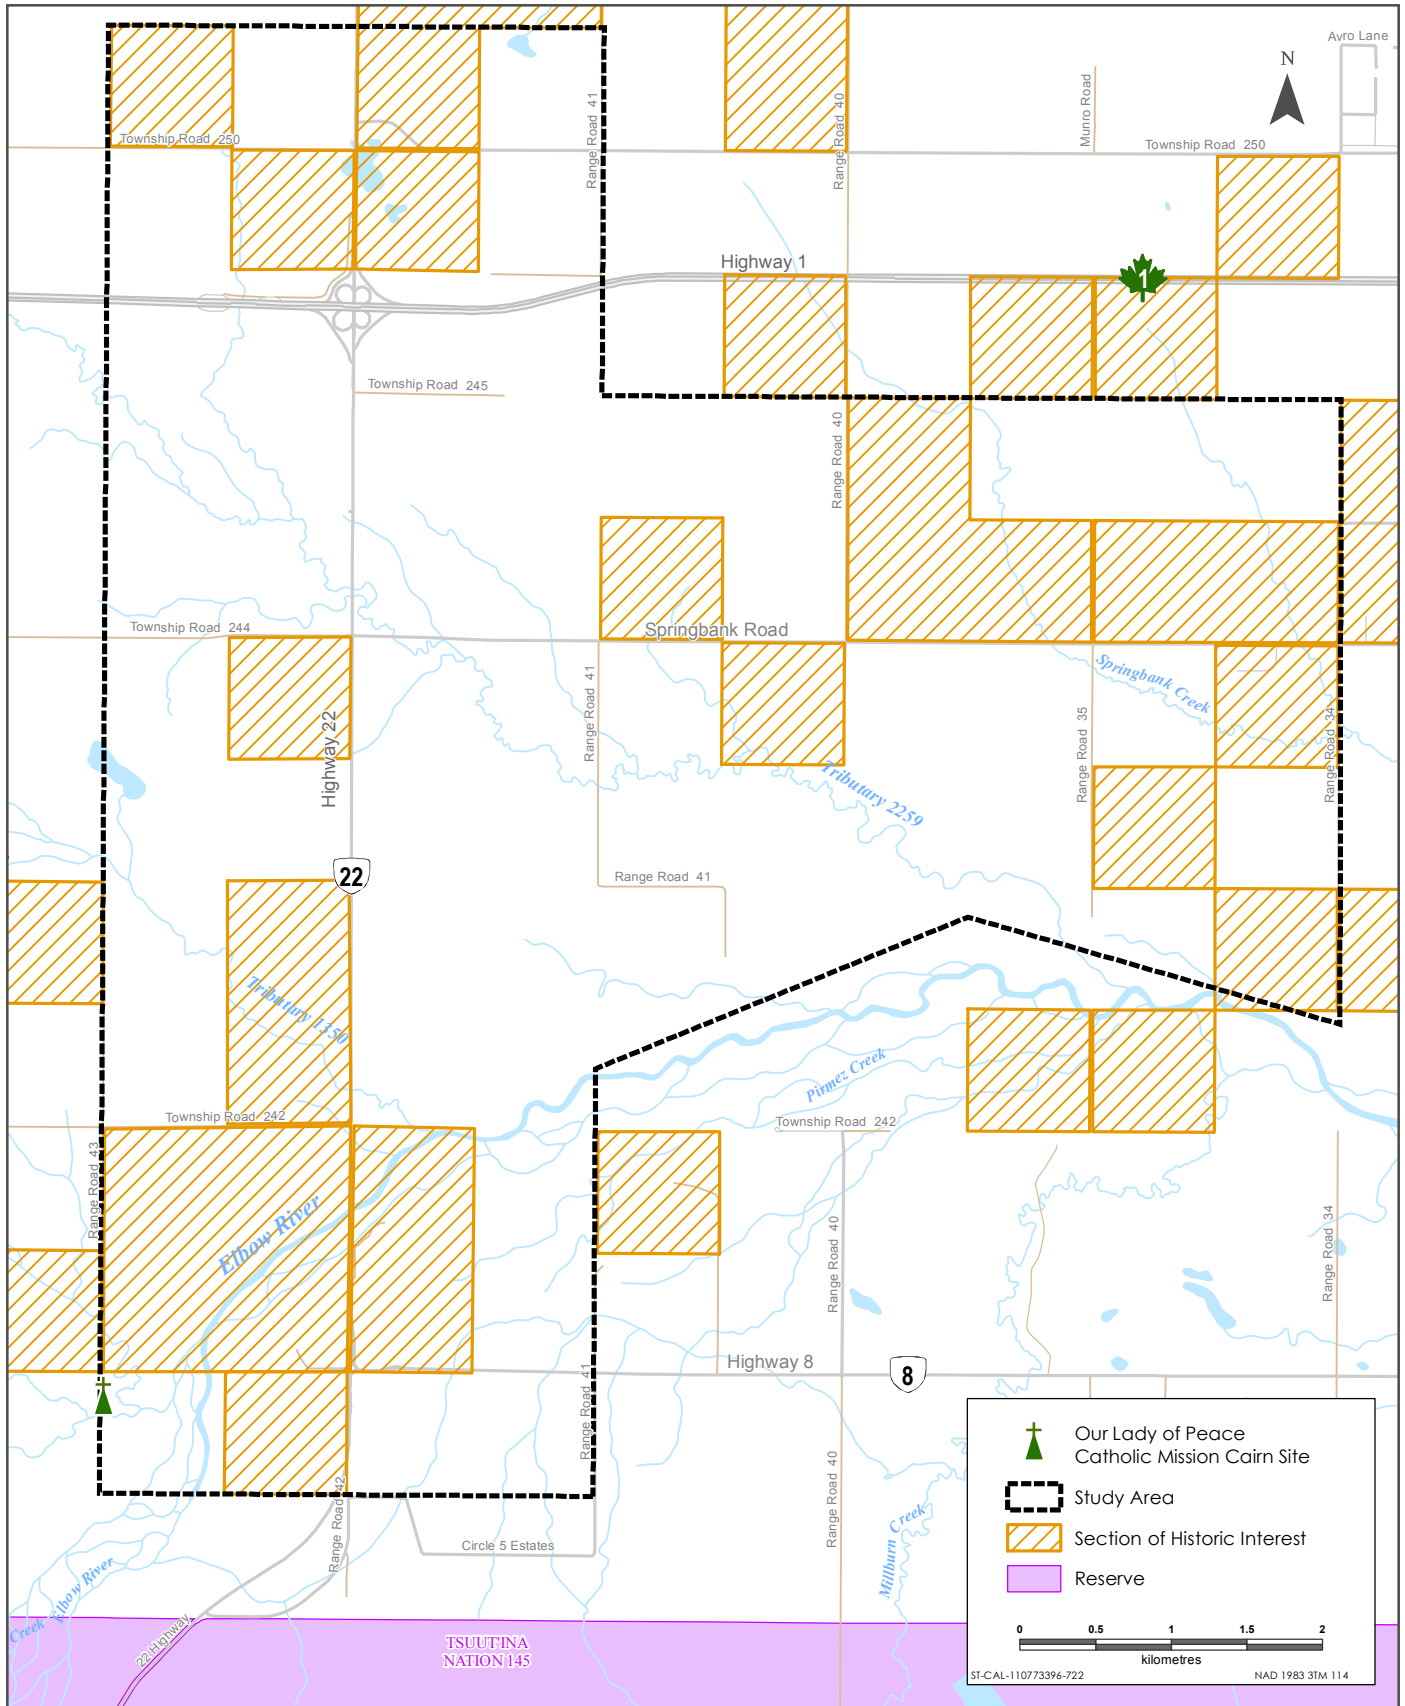 Avro Lane
N
Munro Road
Range Road 41
Range Road 40
Township Road 250
Township Road 250
Highway 1
1
Township Road 245
Range Road 40
Township Road 244
Springbank Road
Springbank Creek
Range Road 41
Highway 22
Range Road 35
Range Road 34
Tributary 2259
22
Range Road 41
Tributary 1350
Pirmez Creek
Township Road 242
Township Road 242
Range Road 43
Elbow River
Range Road 40
Range Road 34
Highway 8
8
Range Road 41
Range Road 42
Range Road 40
Millburn Creek
Circle 5 Estates
Elbow River
Creek
22 Highway
TSUUT'INA
NATION 145
Our Lady of Peace
Catholic Mission Cairn Site
Study Area
Section of Historic Interest
Reserve
0 0.5 1 1.5 2
kilometres
ST-CAL-110773396-722 NAD 1983 3TM 114